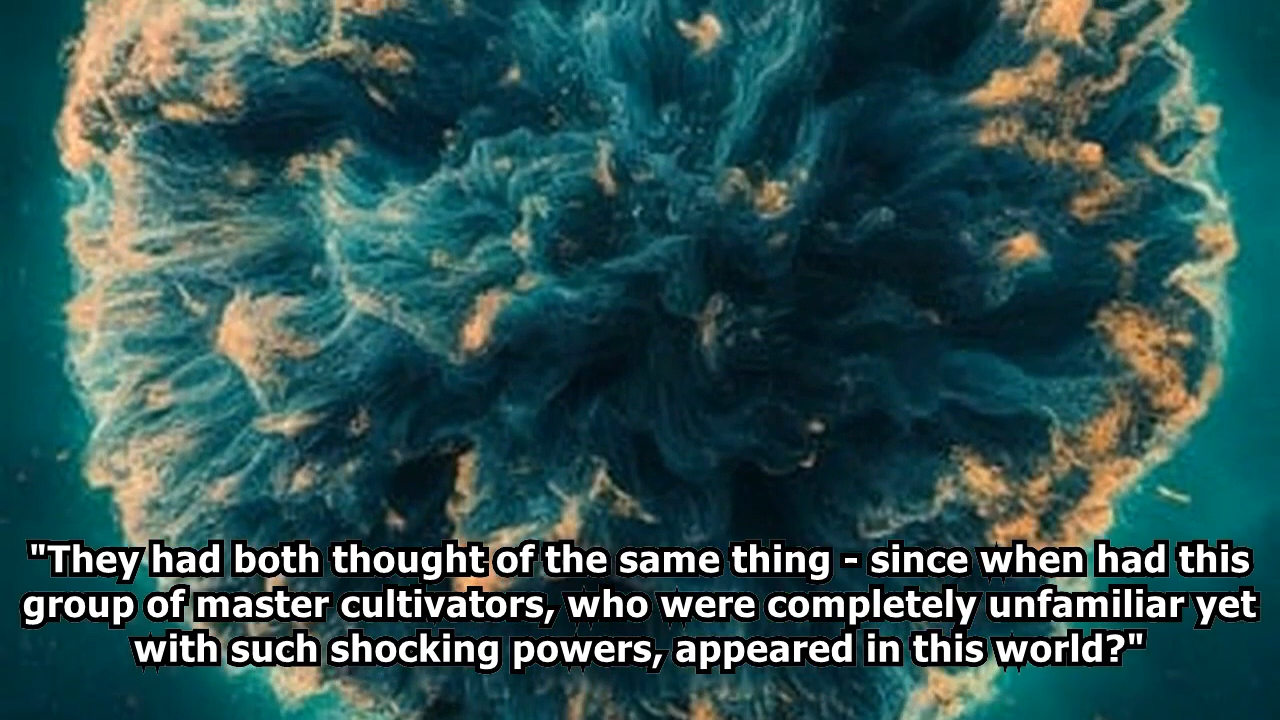 "They had both thought of the same thing - since when had this
group of master cultivators, who were completely unfamiliar yet
with such shocking powers, appeared in this world?"